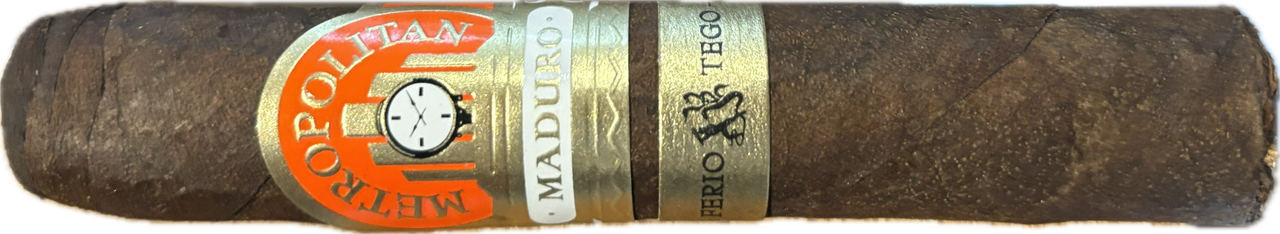 METROPOLITAN
· MADURO ·
FERIO TEGO